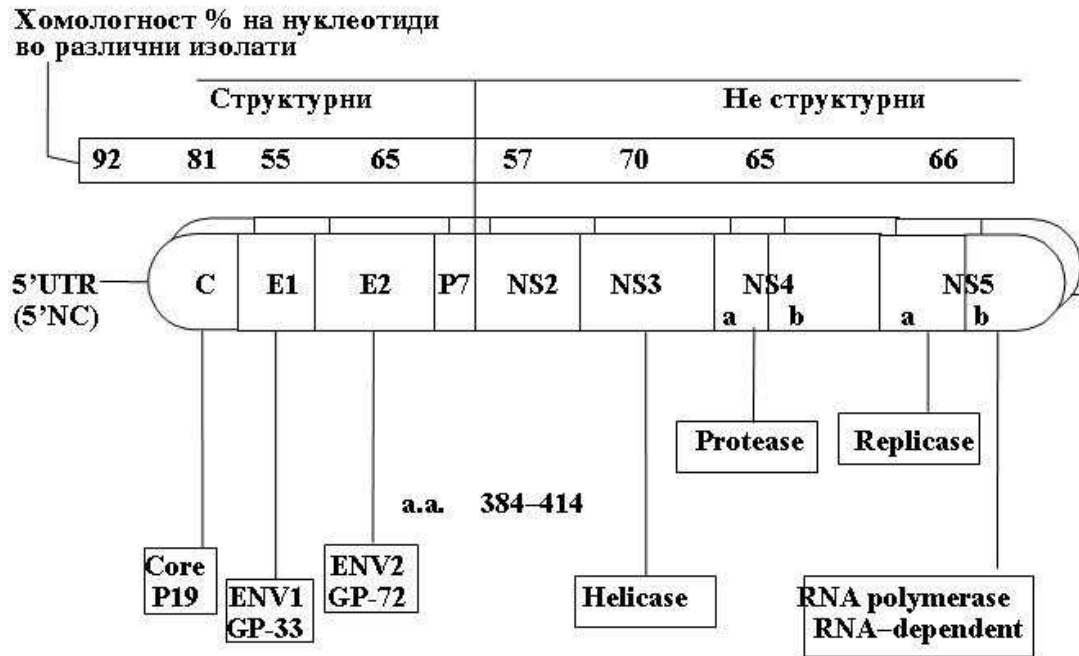 Хомологност % на нуклеотиди
во различни изолати
Структурни Не структурни
92 81 55 65 57 70 65 66
5’UTR
(5’NC)
C E1 E2 P7 NS2 NS3 NS4 NS5
a b a b
Protease Replicase
a.a. 384–414
Core
P19
ENV1
GP-33
ENV2
GP-72
Helicase
RNA polymerase
RNA–dependent